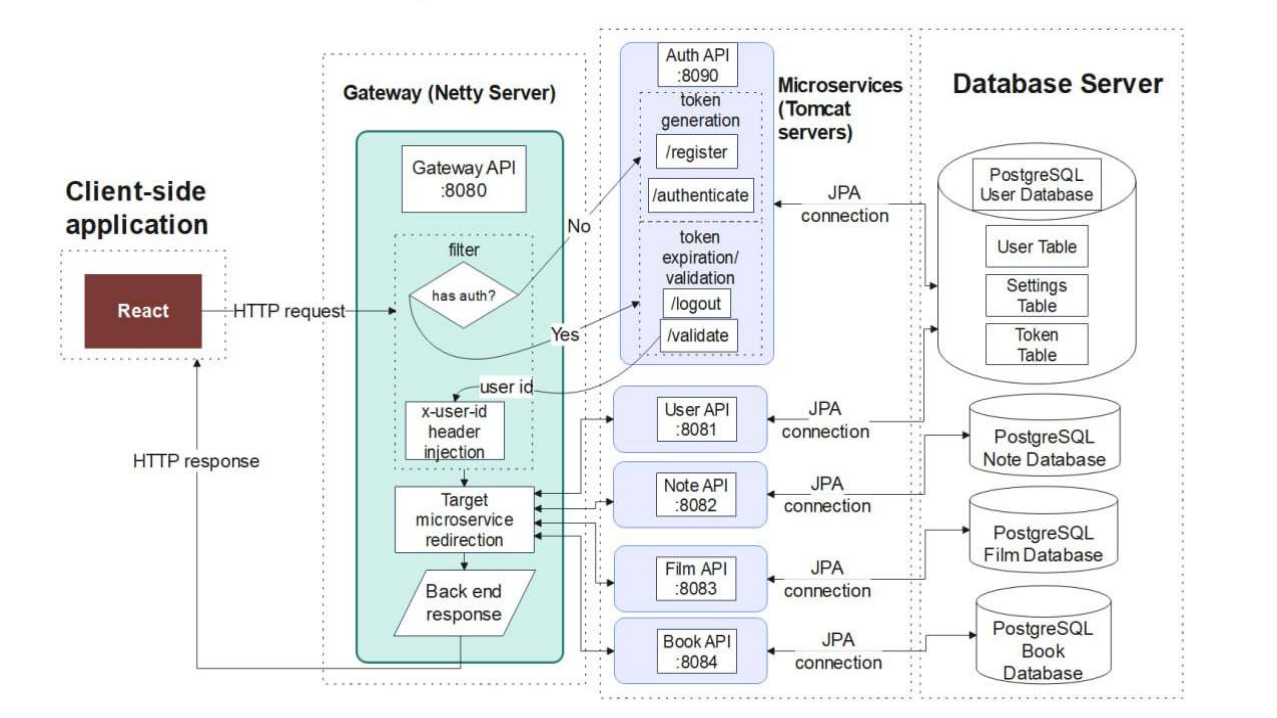 Client-side
application
React
HTTP request
HTTP response
Gateway (Netty Server)
Gateway API
:8080
filter
has auth?
No
Yes
user id
x-user-id
header
injection
Target
microservice
redirection
Back end
response
Microservices
(Tomcat
servers)
Auth API
:8090
token
generation
/register
/authenticate
token
expiration/
validation
/logout
/validate
User API
:8081
Note API
:8082
Film API
:8083
Book API
:8084
JPA
connection
JPA
connection
JPA
connection
JPA
connection
JPA
connection
Database Server
PostgreSQL
User Database
User Table
Settings
Table
Token
Table
PostgreSQL
Note Database
PostgreSQL
Film Database
PostgreSQL
Book
Database